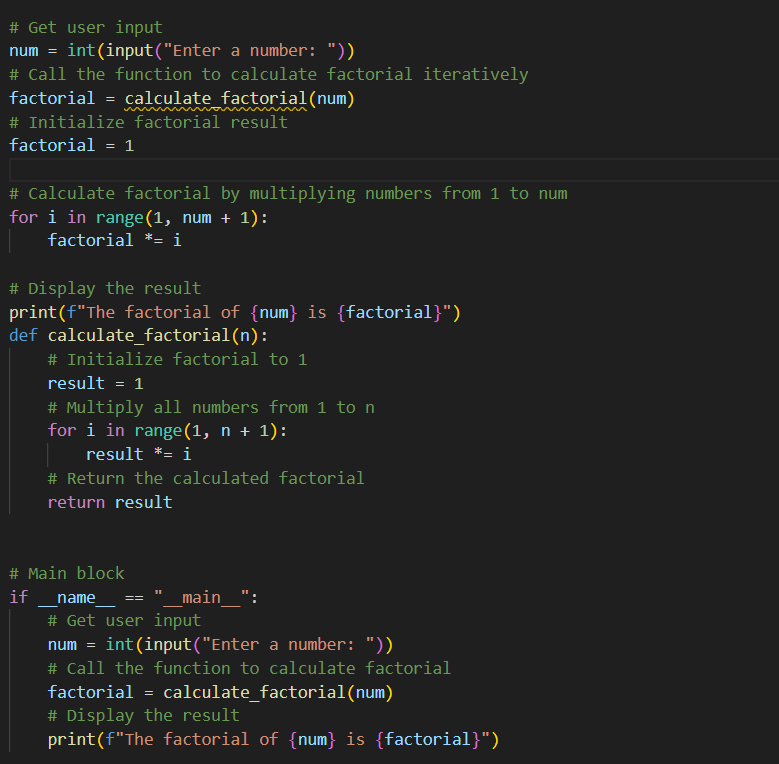 # Get user input
num = int(input("Enter a number: "))
# Call the function to calculate factorial iteratively
factorial = calculate_factorial(num)
# Initialize factorial result
factorial = 1

# Calculate factorial by multiplying numbers from 1 to num
for i in range(1, num + 1):
    factorial *= i

# Display the result
print(f"The factorial of {num} is {factorial}")
def calculate_factorial(n):
    # Initialize factorial to 1
    result = 1
    # Multiply all numbers from 1 to n
    for i in range(1, n + 1):
        result *= i
    # Return the calculated factorial
    return result


# Main block
if __name__ == "__main__":
    # Get user input
    num = int(input("Enter a number: "))
    # Call the function to calculate factorial
    factorial = calculate_factorial(num)
    # Display the result
    print(f"The factorial of {num} is {factorial}")